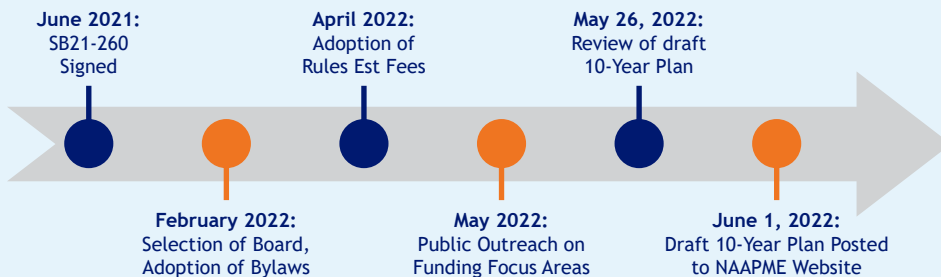 June 2021:
SB21-260
Signed
February 2022:
Selection of Board,
Adoption of Bylaws
April 2022:
Adoption of
Rules Est Fees
May 2022:
Public Outreach on
Funding Focus Areas
May 26, 2022:
Review of draft
10-Year Plan
June 1, 2022:
Draft 10-Year Plan Posted
to NAAPME Website